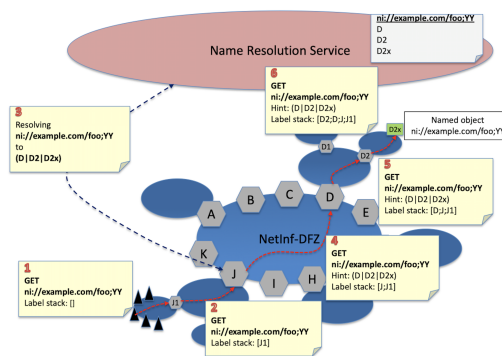 ni://example.com/foo;YY
D
D2
D2x
Name Resolution Service
6
GET
ni://example.com/foo;YY
Hint: (D|D2|D2x)
Label stack: [D2;D;J;J1]
3
Resolving
ni://example.com/foo;YY
to
(D|D2|D2x)
D2x
Named object
ni://example.com/foo;YY
D1
D2
5
GET
ni://example.com/foo;YY
Hint: (D|D2|D2x)
Label stack: [D;J;J1]
A
B
C
D
E
NetInf-DFZ
K
J
I
H
4
GET
ni://example.com/foo;YY
Hint: (D|D2|D2x)
Label stack: [J;J1]
1
GET
ni://example.com/foo;YY
Label stack: []
J1
2
GET
ni://example.com/foo;YY
Label stack: [J1]